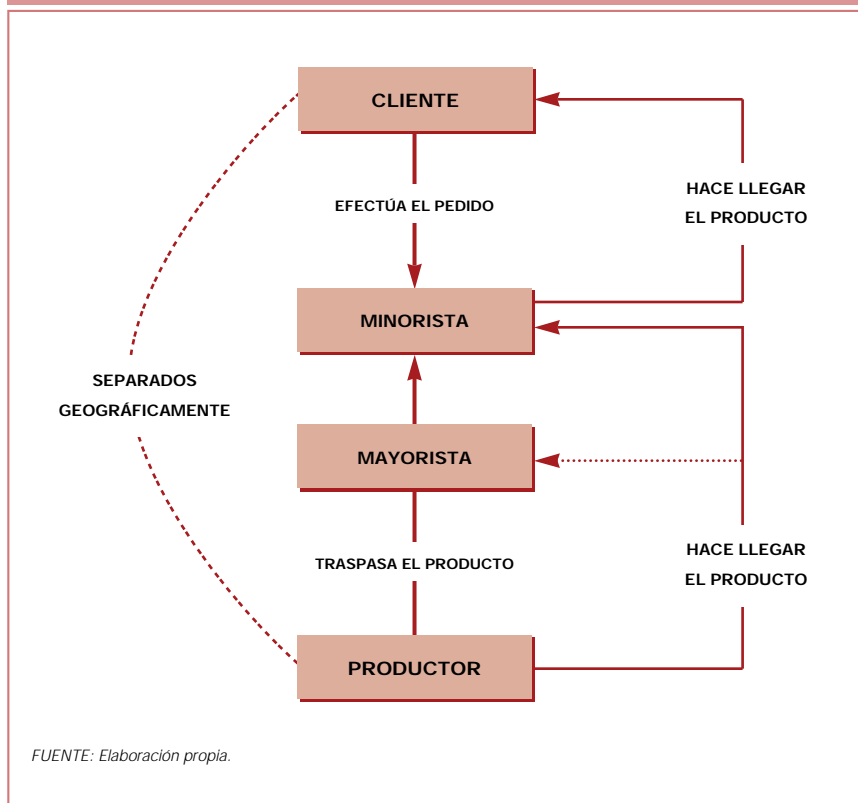 CLIENTE
EFECTÚA EL PEDIDO
HACE LLEGAR
EL PRODUCTO
MINORISTA
SEPARADOS
GEOGRÁFICAMENTE
MAYORISTA
TRASPASA EL PRODUCTO
HACE LLEGAR
EL PRODUCTO
PRODUCTOR
FUENTE: Elaboración propia.